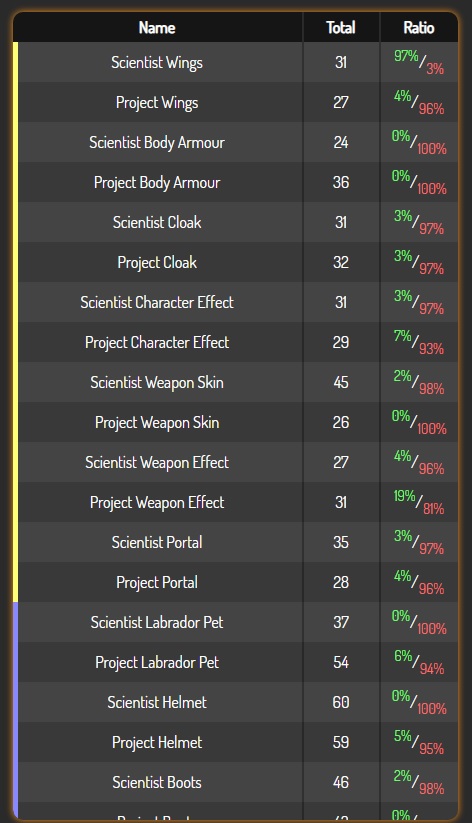 Name Total Ratio
Scientist Wings 31 97%/3%
Project Wings 27 4%/96%
Scientist Body Armour 24 0%/100%
Project Body Armour 36 0%/100%
Scientist Cloak 31 3%/97%
Project Cloak 32 3%/97%
Scientist Character Effect 31 3%/97%
Project Character Effect 29 7%/93%
Scientist Weapon Skin 45 2%/98%
Project Weapon Skin 26 0%/100%
Scientist Weapon Effect 27 4%/96%
Project Weapon Effect 31 19%/81%
Scientist Portal 35 3%/97%
Project Portal 28 4%/96%
Scientist Labrador Pet 37 0%/100%
Project Labrador Pet 54 6%/94%
Scientist Helmet 60 0%/100%
Project Helmet 59 5%/95%
Scientist Boots 46 2%/98%